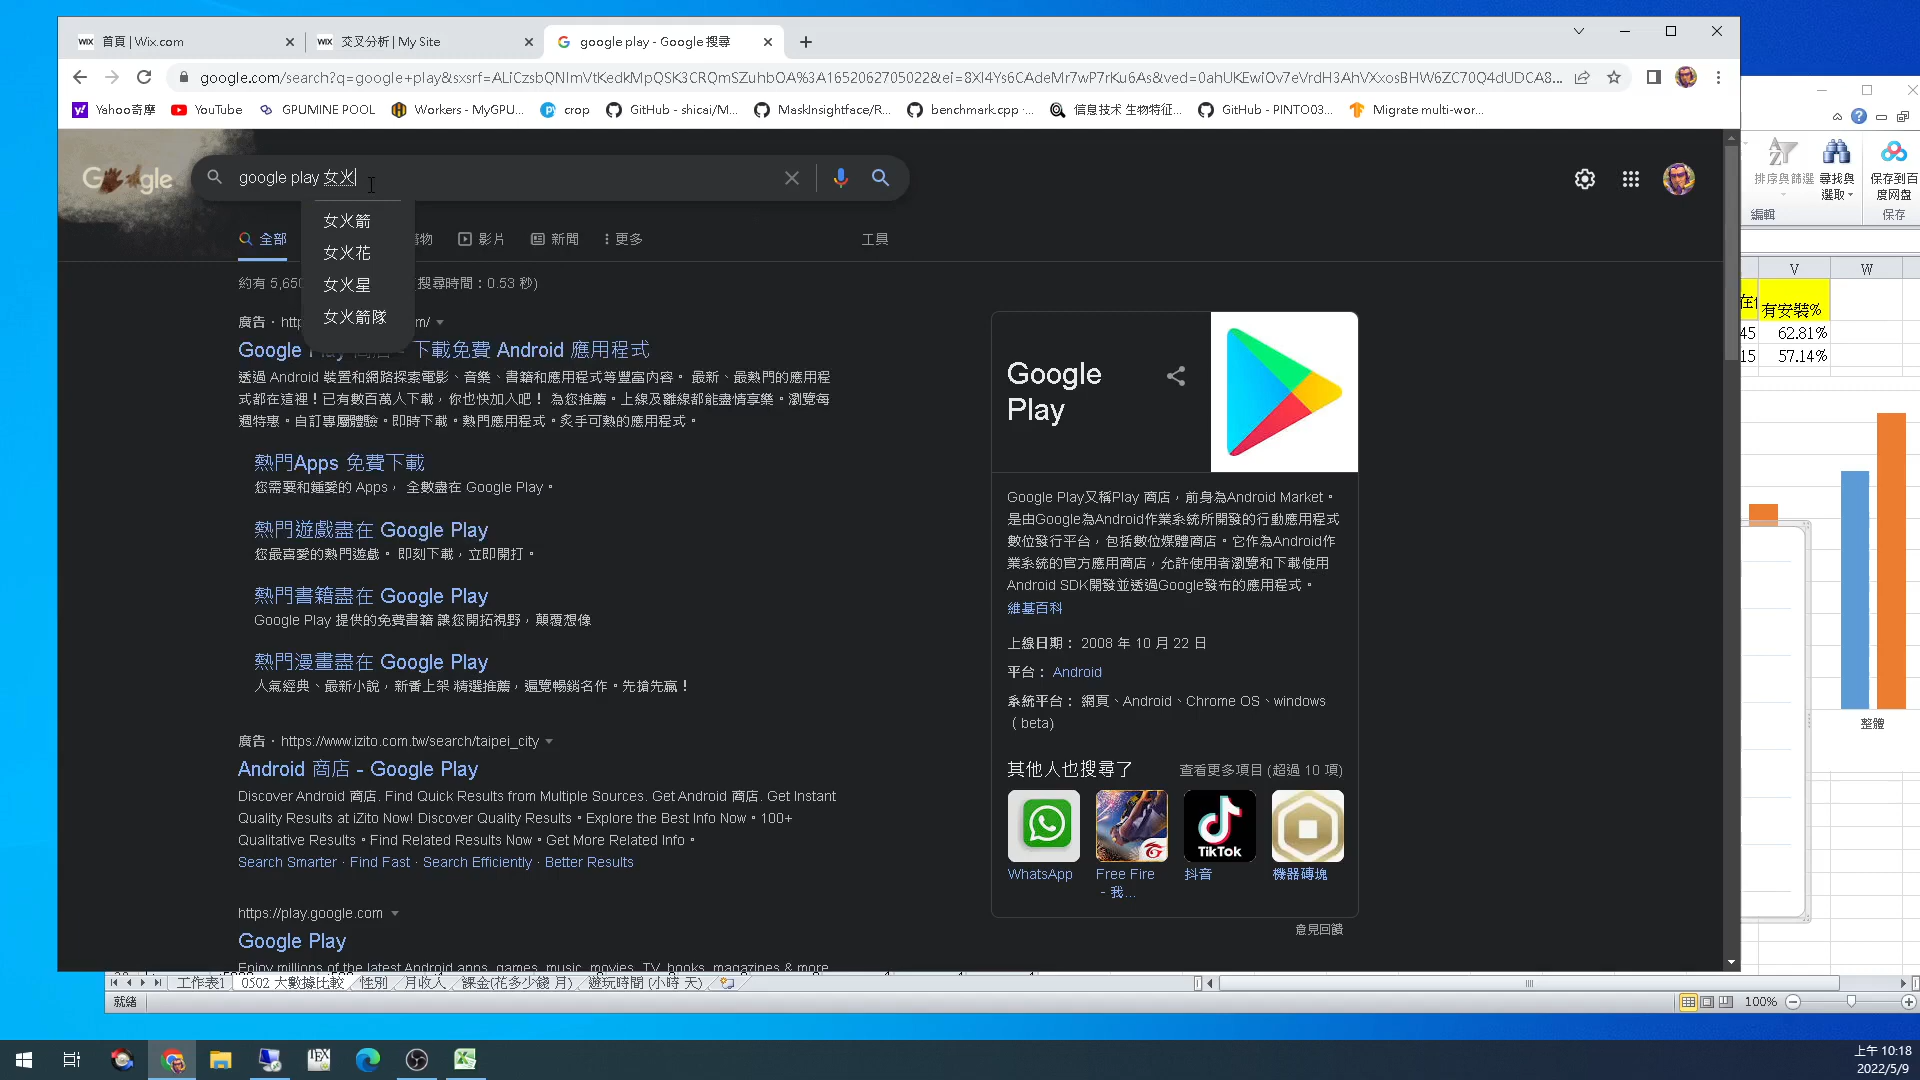 WIX 首頁 | Wix.com
WIX 交叉分析 | My Site
google play - Google 搜尋
google.com/search?q=google+play&sxsrf=ALiCzsbQNlmVtKedkMpQSK3CRQmSZuhbOA%3A1652062705022&ei=8Xl4Ys6CAdeMr7wP7rKu6As&ved=0ahUKEwiOv7eVrdH3AhVXxosBHW6ZC70Q4dUDCA8...
Yahoo奇摩
YouTube
GPUMINE POOL
Workers - MyGPU...
crop
GitHub - shicai/M...
MaskInsightface/R...
benchmark.cpp ·...
信息技术 生物特征...
GitHub - PINTO03...
Migrate multi-wor...
Google
google play 女火
女火箭
女火花
女火星
女火箭隊
全部
購物
影片
新聞
更多
工具
約有 5,650
搜尋時間：0.53 秒)
廣告・http
m/
Google Play 商店 - 下載免費 Android 應用程式
透過 Android 裝置和網路探索電影、音樂、書籍和應用程式等豐富內容。 最新、最熱門的應用程
式都在這裡！已有數百萬人下載，你也快加入吧！ 為您推薦。上線及離線都能盡情享樂。瀏覽每
週特惠。自訂專屬體驗。即時下載。熱門應用程式。炙手可熱的應用程式。
熱門Apps 免費下載
您需要和鍾愛的 Apps， 全數盡在 Google Play。
熱門遊戲盡在 Google Play
您最喜愛的熱門遊戲。 即刻下載，立即開打。
熱門書籍盡在 Google Play
Google Play 提供的免費書籍 讓您開拓視野，顛覆想像
熱門漫畫盡在 Google Play
人氣經典、最新小說，新番上架 精選推薦，遍覽暢銷名作。先搶先贏！
廣告・https://www.izito.com.tw/search/taipei_city
Android 商店 - Google Play
Discover Android 商店. Find Quick Results from Multiple Sources. Get Android 商店. Get Instant
Quality Results at iZito Now! Discover Quality Results。Explore the Best Info Now。100+
Qualitative Results。Find Related Results Now。Get More Related Info。
Search Smarter · Find Fast · Search Efficiently · Better Results
https://play.google.com
Google Play
Enjoy millions of the latest Android apps, games, music, movies, TV, books, magazines & more
Google
Play
Google Play又稱Play 商店，前身為Android Market。
是由Google為Android作業系統所開發的行動應用程式
數位發行平台，包括數位媒體商店。它作為Android作
業系統的官方應用商店，允許使用者瀏覽和下載使用
Android SDK開發並透過Google發布的應用程式。
維基百科
上線日期： 2008 年 10 月 22 日
平台： Android
系統平台： 網頁、Android、Chrome OS、windows
（beta)
其他人也搜尋了
查看更多項目 (超過 10 項)
WhatsApp
Free Fire
- 我...
TikTok
抖音
機器磚塊
意見回饋
排序與篩選
尋找與
選取
保存到百
度网盘
編輯
保存
V
W
有安裝%
45
62.81%
15
57.14%
整體
工作表1
0502 大數據比較
性別
月收入
課金(花多少錢 月)
遊玩時間 (小時 天)
就緒
100%
TEX
上午 10:18
2022/5/9